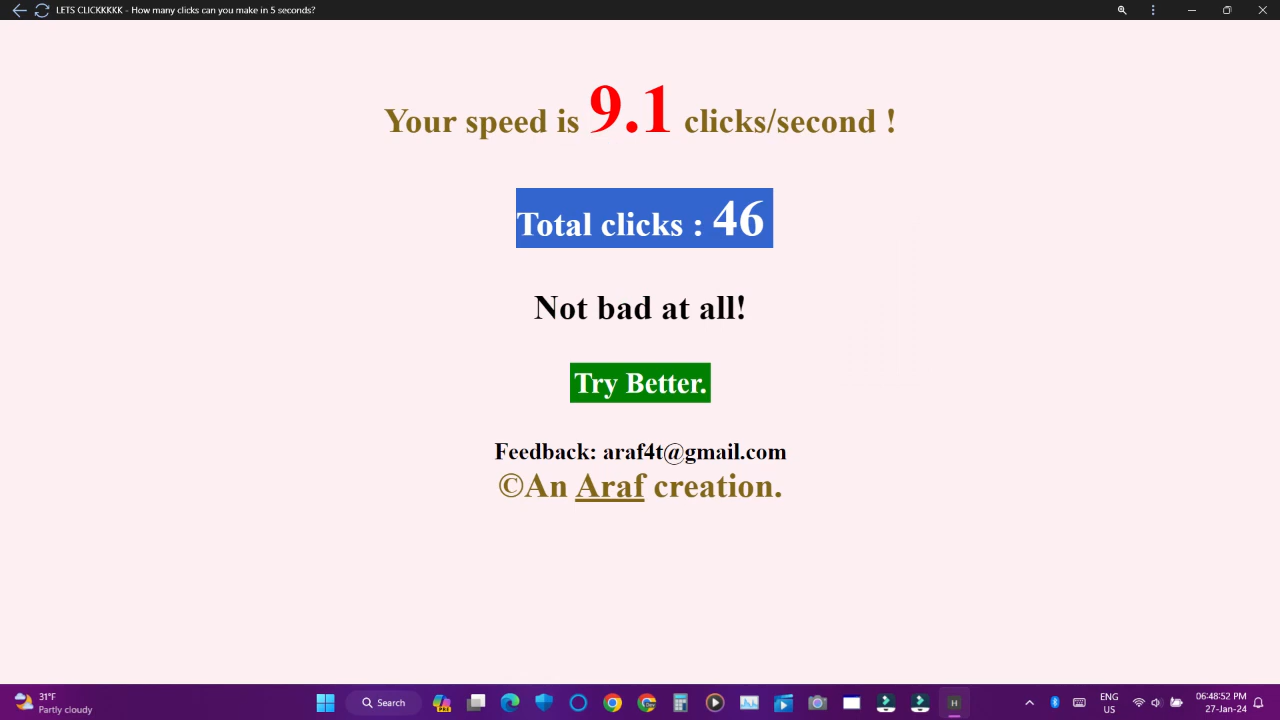 LETS CLICKKKKK - How many clicks can you make in 5 seconds?
Your speed is 9.1 clicks/second !
Total clicks : 46
Not bad at all!
Try Better.
Feedback: araf4t@gmail.com
©An Araf creation.
31°F
Partly cloudy
Search
PRE
H
ENG
US
06:48:52 PM
27-Jan-24